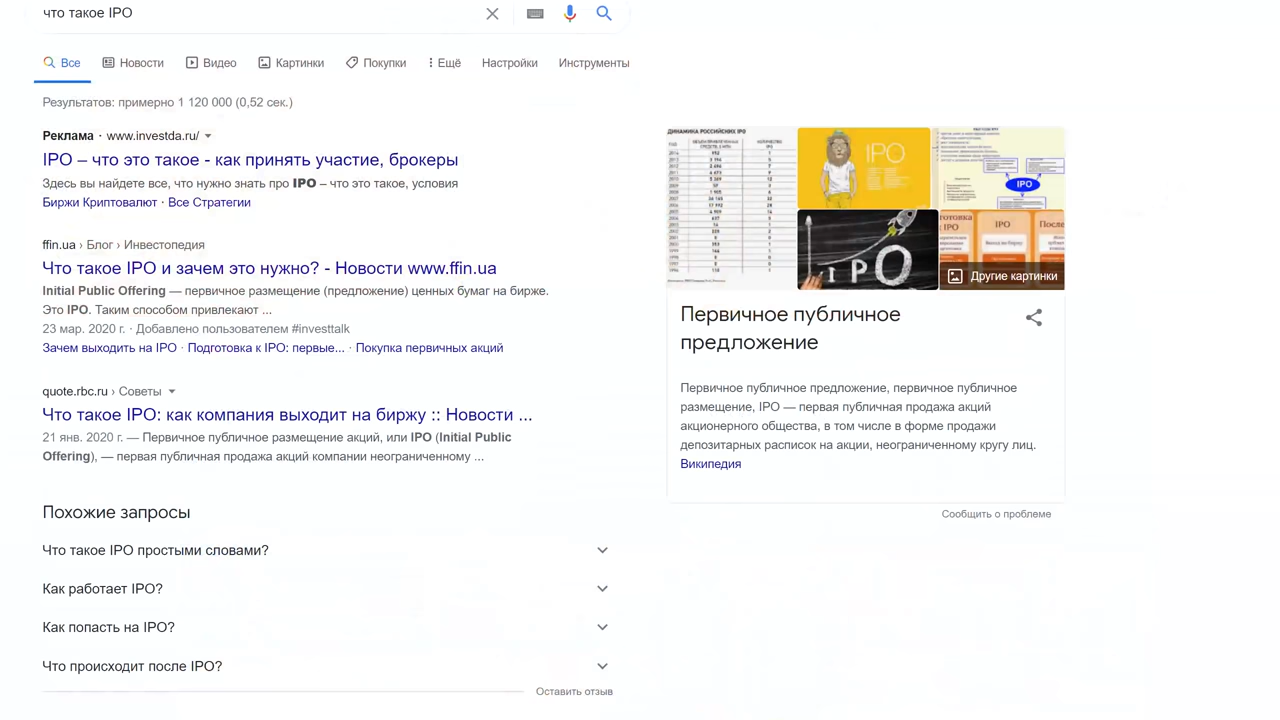 что такое IPO
Все
Новости
Видео
Картинки
Покупки
Ещё
Настройки
Инструменты
Результатов: примерно 1 120 000 (0,52 сек.)
Реклама · www.investda.ru/
IPO – что это такое - как принять участие, брокеры
Здесь вы найдете все, что нужно знать про IPO – что это такое, условия
Биржи Криптовалют · Все Стратегии
ffin.ua › Блог › Инвестопедия
Что такое IPO и зачем это нужно? - Новости www.ffin.ua
Initial Public Offering — первичное размещение (предложение) ценных бумаг на бирже.
Это IPO. Таким способом привлекают ...
23 мар. 2020 г. · Добавлено пользователем #investtalk
Зачем выходить на IPO · Подготовка к IPO: первые... · Покупка первичных акций
quote.rbc.ru › Советы
Что такое IPO: как компания выходит на биржу :: Новости ...
21 янв. 2020 г. — Первичное публичное размещение акций, или IPO (Initial Public
Offering), — первая публичная продажа акций компании неограниченному ...
Похожие запросы
Что такое IPO простыми словами?
Как работает IPO?
Как попасть на IPO?
Что происходит после IPO?
Оставить отзыв
ДИНАМИКА РОССИЙСКИХ IPO
IPO
IPO
IPO
IPO
Другие картинки
Первичное публичное
предложение
Первичное публичное предложение, первичное публичное
размещение, IPO — первая публичная продажа акций
акционерного общества, в том числе в форме продажи
депозитарных расписок на акции, неограниченному кругу лиц.
Википедия
Сообщить о проблеме